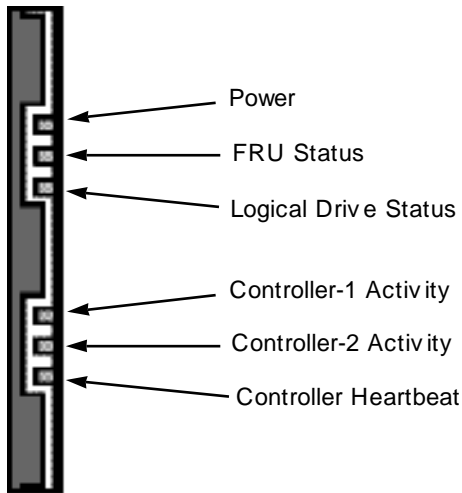 Power
FRU Status
Logical Drive Status
Controller-1 Activity
Controller-2 Activity
Controller Heartbeat